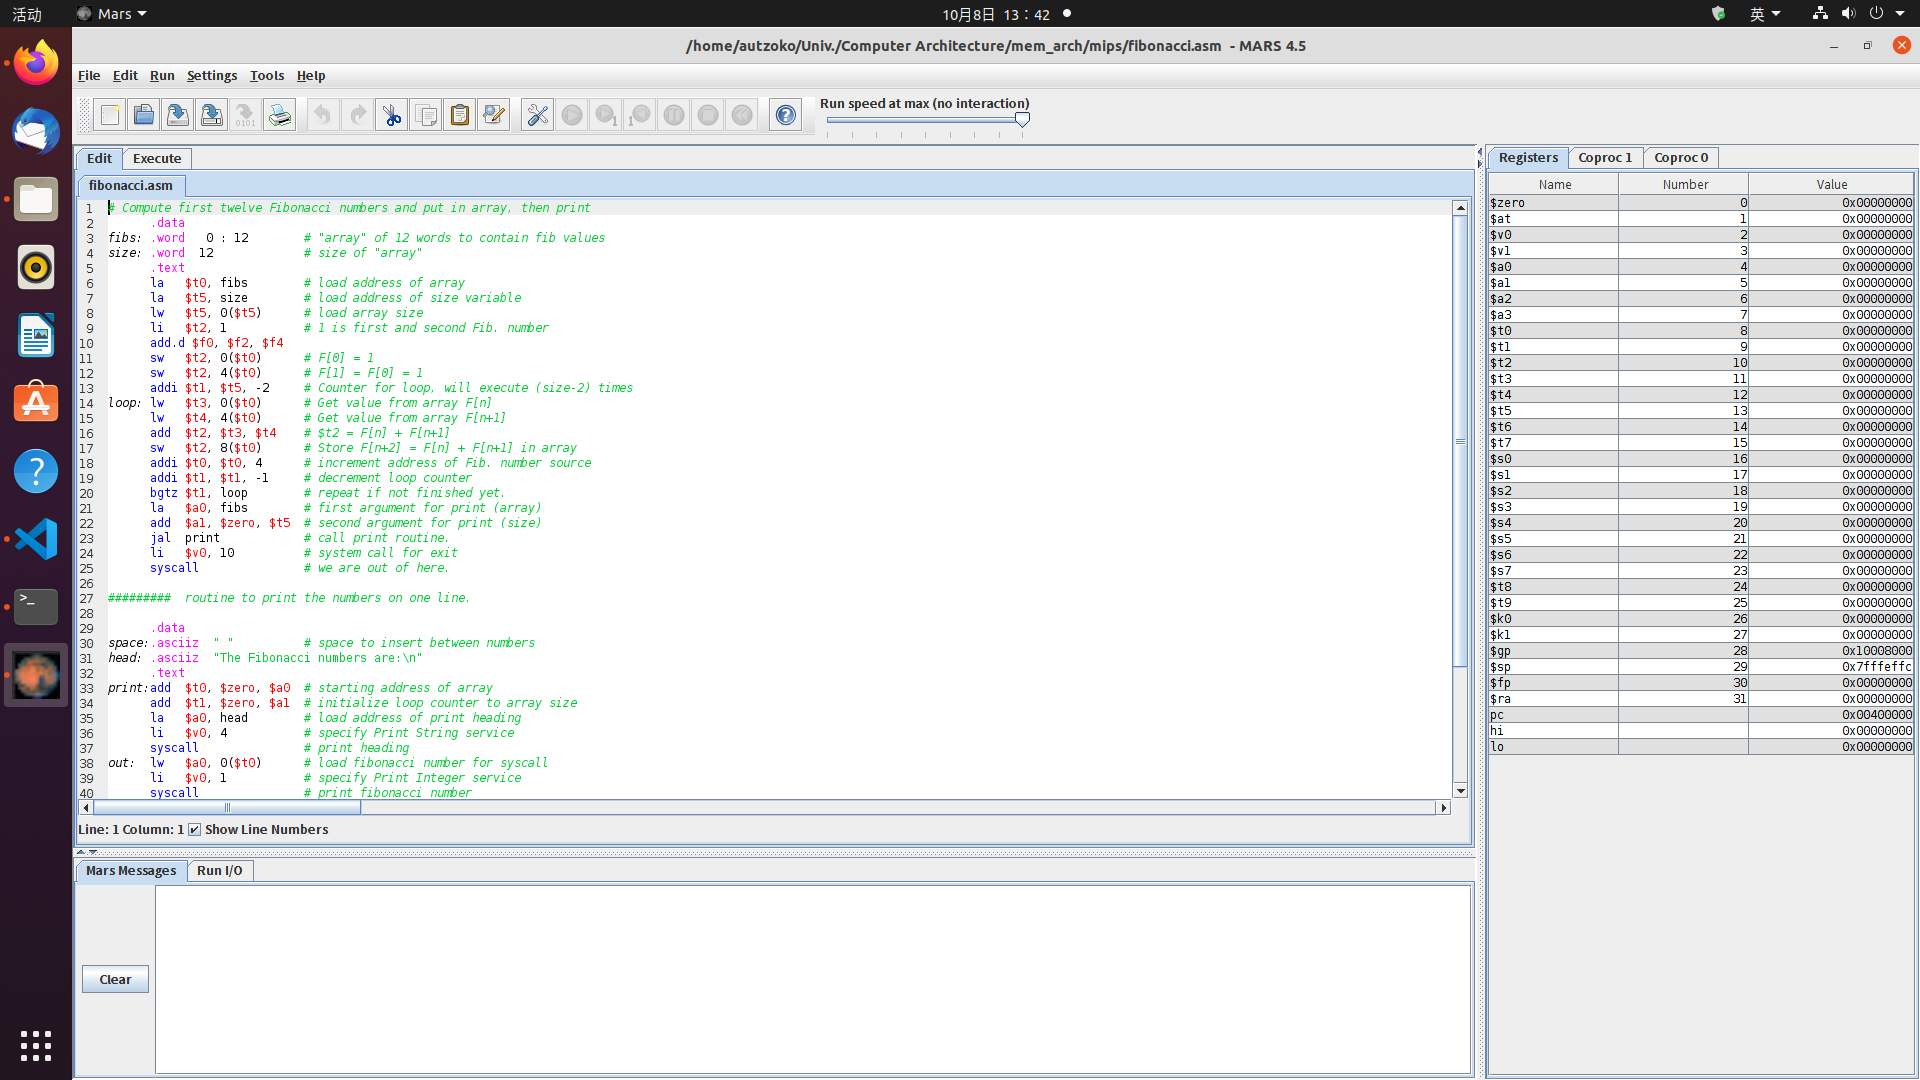 活动
Mars
10月8日 13：42
英
/home/autzoko/Univ./Computer Architecture/mem_arch/mips/fibonacci.asm - MARS 4.5
File Edit Run Settings Tools Help
Run speed at max (no interaction)
Edit Execute
fibonacci.asm
1 # Compute first twelve Fibonacci numbers and put in array, then print
2 .data
3 fibs: .word 0 : 12 # "array" of 12 words to contain fib values
4 size: .word 12 # size of "array"
5 .text
6 la $t0, fibs # load address of array
7 la $t5, size # load address of size variable
8 lw $t5, 0($t5) # load array size
9 li $t2, 1 # 1 is first and second Fib. number
10 add.d $f0, $f2, $f4
11 sw $t2, 0($t0) # F[0] = 1
12 sw $t2, 4($t0) # F[1] = F[0] = 1
13 addi $t1, $t5, -2 # Counter for loop, will execute (size-2) times
14 loop: lw $t3, 0($t0) # Get value from array F[n]
15 lw $t4, 4($t0) # Get value from array F[n+1]
16 add $t2, $t3, $t4 # $t2 = F[n] + F[n+1]
17 sw $t2, 8($t0) # Store F[n+2] = F[n] + F[n+1] in array
18 addi $t0, $t0, 4 # increment address of Fib. number source
19 addi $t1, $t1, -1 # decrement loop counter
20 bgtz $t1, loop # repeat if not finished yet.
21 la $a0, fibs # first argument for print (array)
22 add $a1, $zero, $t5 # second argument for print (size)
23 jal print # call print routine.
24 li $v0, 10 # system call for exit
25 syscall # we are out of here.
26
27 ######### routine to print the numbers on one line.
28
29 .data
30 space:.asciiz " " # space to insert between numbers
31 head: .asciiz "The Fibonacci numbers are:\n"
32 .text
33 print:add $t0, $zero, $a0 # starting address of array
34 add $t1, $zero, $a1 # initialize loop counter to array size
35 la $a0, head # load address of print heading
36 li $v0, 4 # specify Print String service
37 syscall # print heading
38 out: lw $a0, 0($t0) # load fibonacci number for syscall
39 li $v0, 1 # specify Print Integer service
40 syscall # print fibonacci number
Line: 1 Column: 1 Show Line Numbers
Mars Messages Run I/O
Clear
Registers Coproc 1 Coproc 0
Name Number Value
$zero 0 0x00000000
$at 1 0x00000000
$v0 2 0x00000000
$v1 3 0x00000000
$a0 4 0x00000000
$a1 5 0x00000000
$a2 6 0x00000000
$a3 7 0x00000000
$t0 8 0x00000000
$t1 9 0x00000000
$t2 10 0x00000000
$t3 11 0x00000000
$t4 12 0x00000000
$t5 13 0x00000000
$t6 14 0x00000000
$t7 15 0x00000000
$s0 16 0x00000000
$s1 17 0x00000000
$s2 18 0x00000000
$s3 19 0x00000000
$s4 20 0x00000000
$s5 21 0x00000000
$s6 22 0x00000000
$s7 23 0x00000000
$t8 24 0x00000000
$t9 25 0x00000000
$k0 26 0x00000000
$k1 27 0x00000000
$gp 28 0x10008000
$sp 29 0x7fffeffc
$fp 30 0x00000000
$ra 31 0x00000000
pc 0x00400000
hi 0x00000000
lo 0x00000000